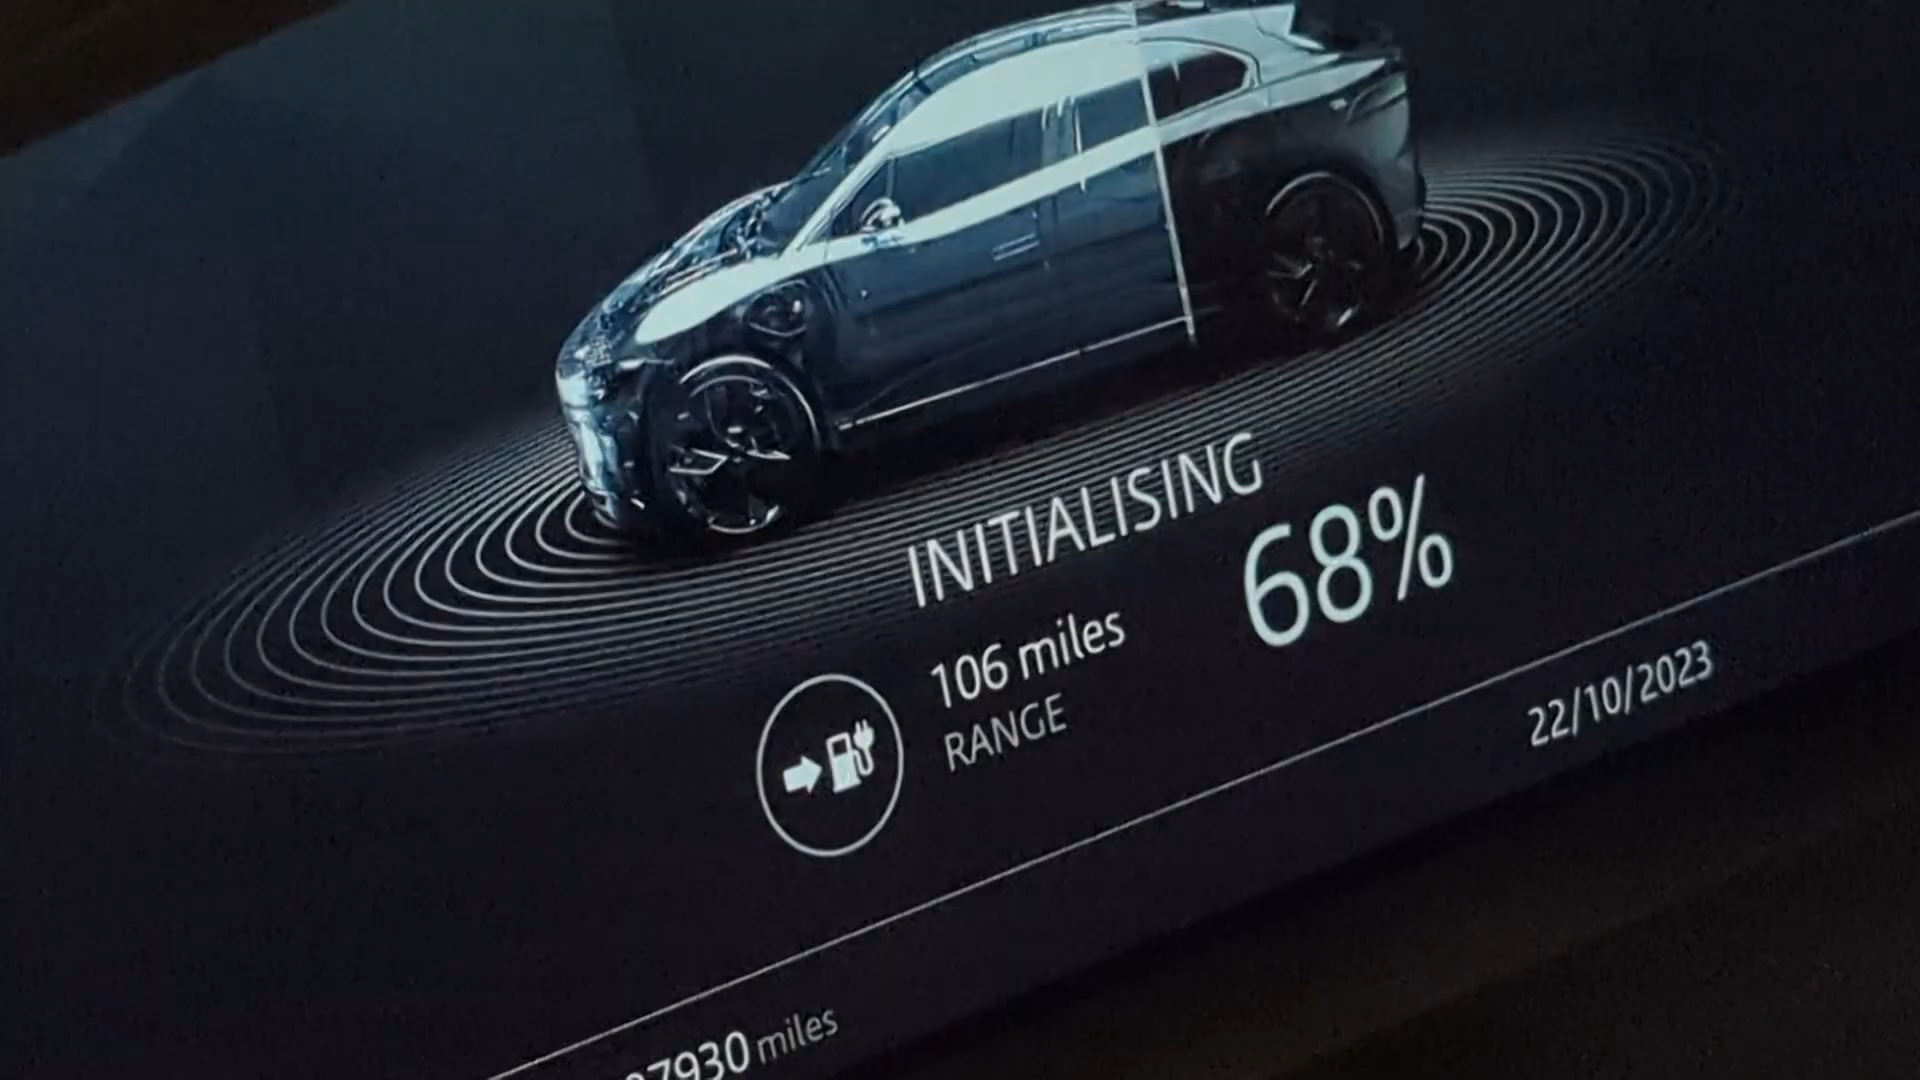 INITIALISING
68%
106 miles
RANGE
22/10/2023
miles